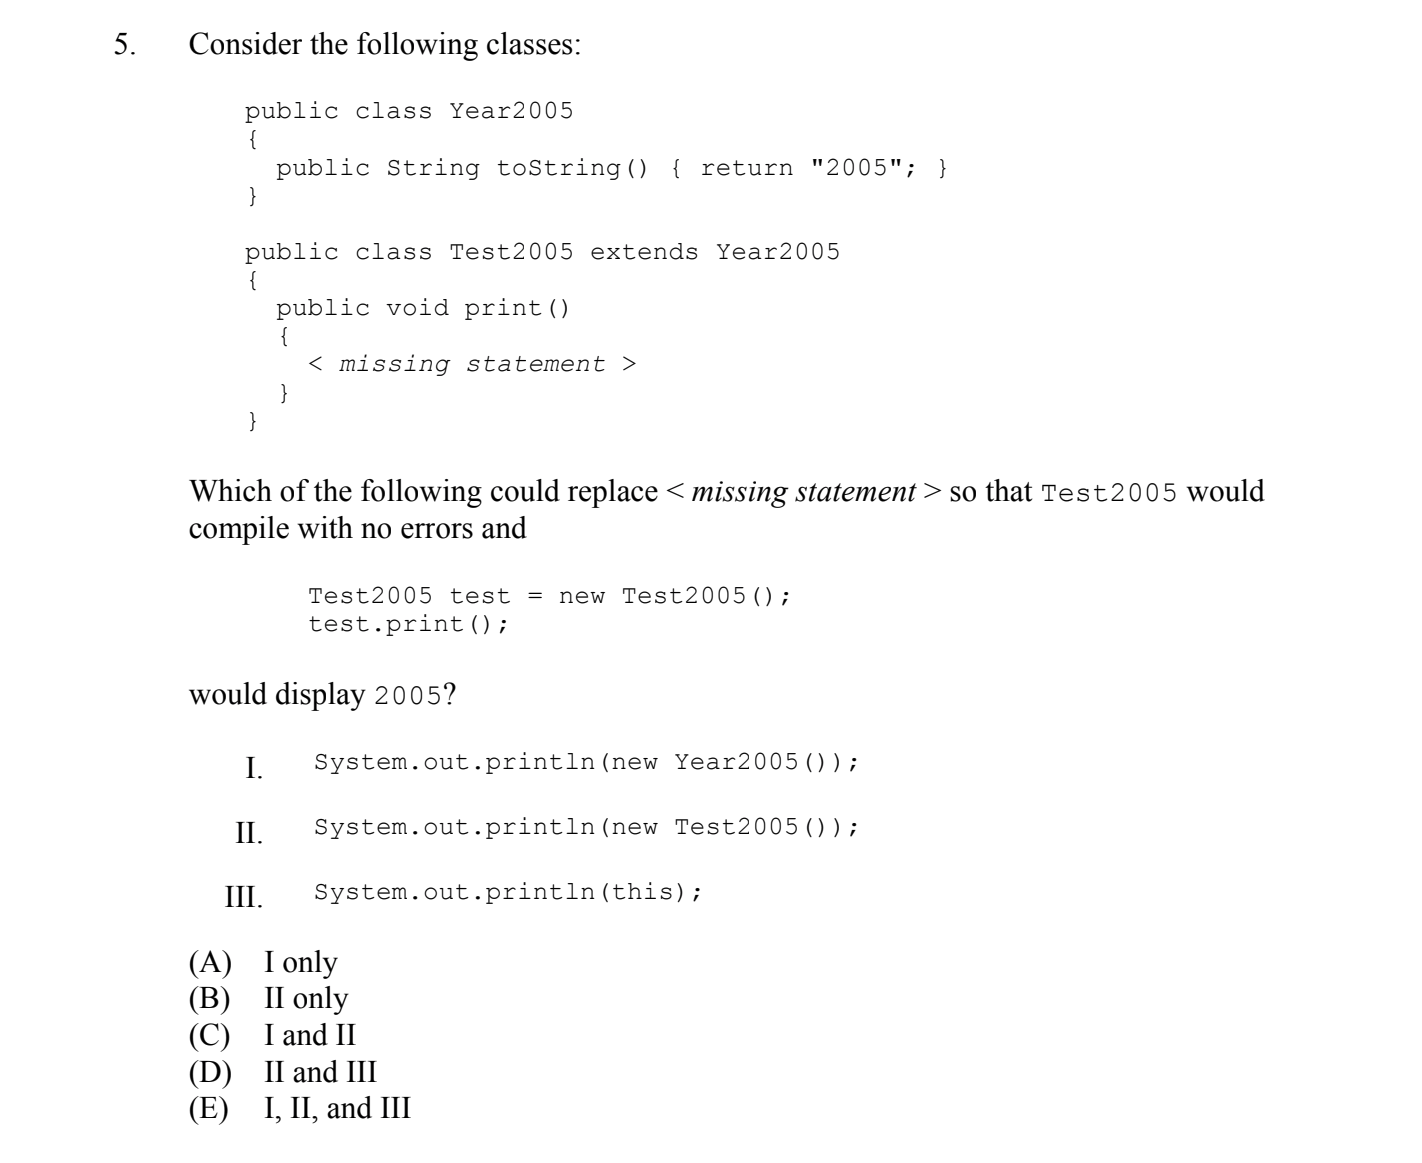 5. Consider the following classes:
public class Year2005
{
  public String toString() { return "2005"; }
}
public class Test2005 extends Year2005
{
  public void print()
  {
    < missing statement >
  }
}
Which of the following could replace < missing statement > so that Test2005 would
compile with no errors and
Test2005 test = new Test2005();
test.print();
would display 2005?
I. System.out.println(new Year2005());
II. System.out.println(new Test2005());
III. System.out.println(this);
(A) I only
(B) II only
(C) I and II
(D) II and III
(E) I, II, and III